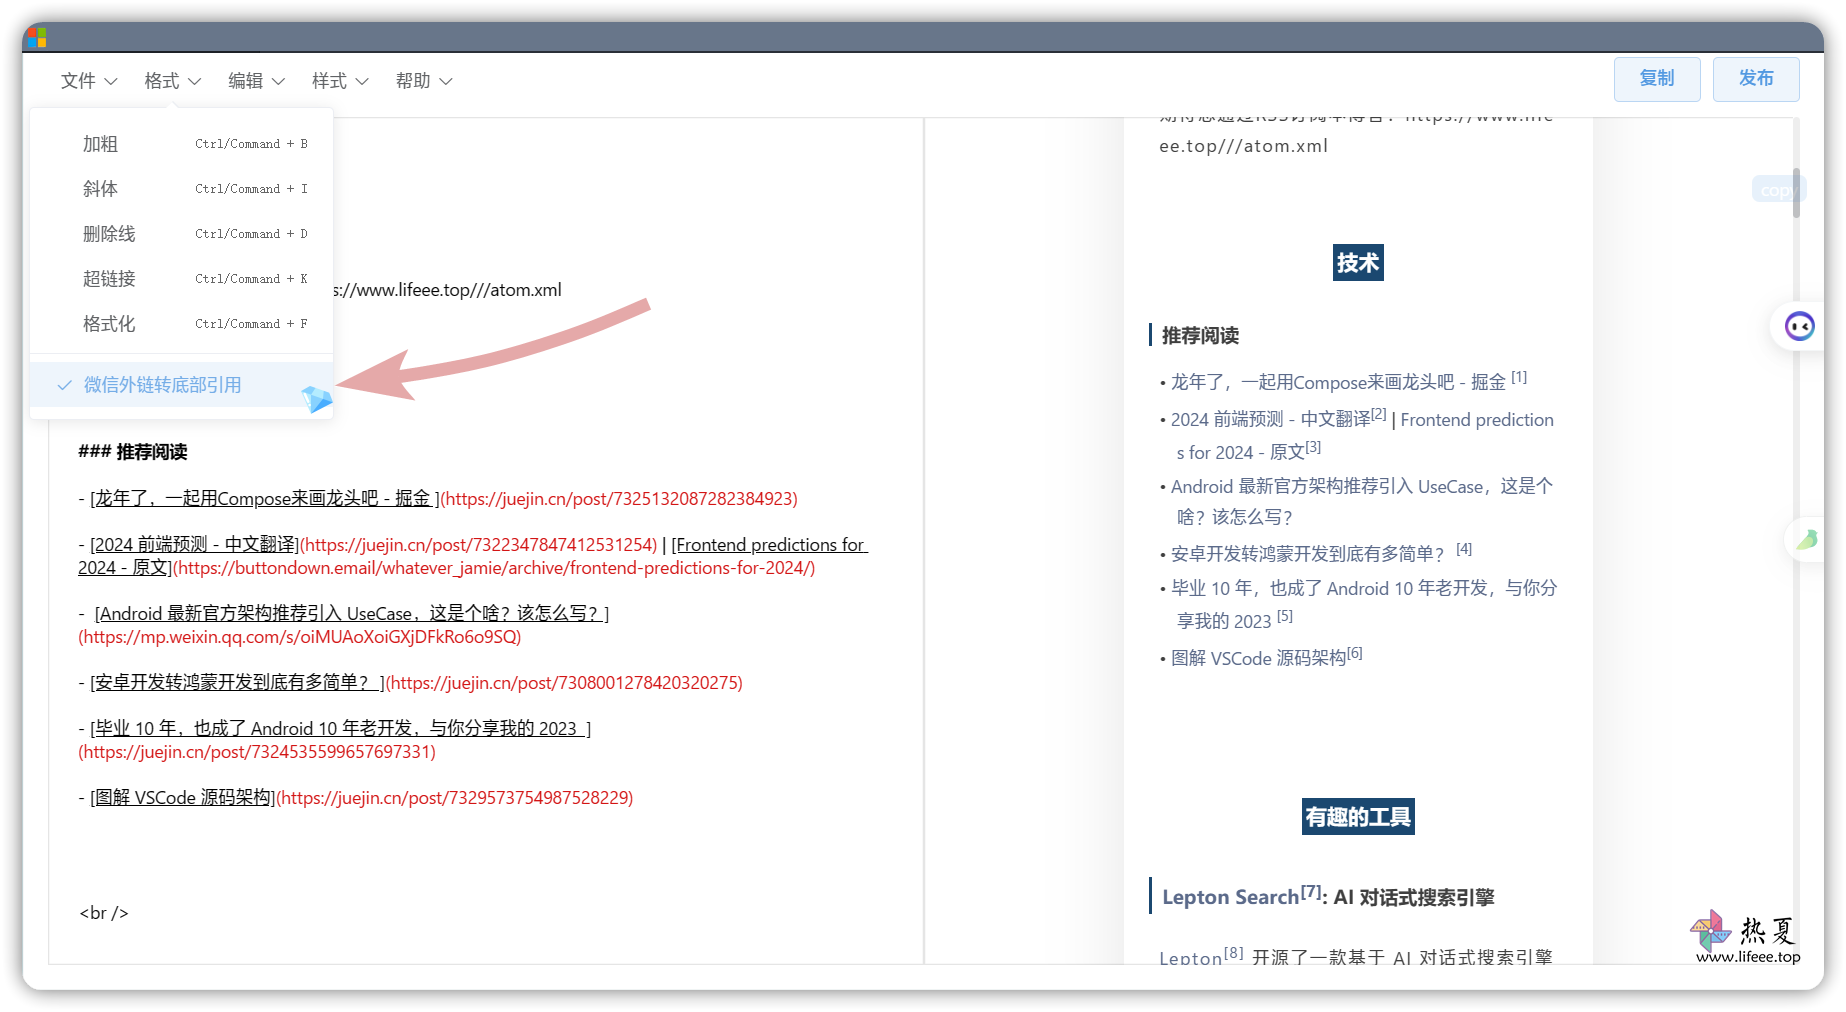 文件
格式
编辑
样式
帮助
复制
发布
加粗 Ctrl/Command + B
斜体 Ctrl/Command + I
删除线 Ctrl/Command + D
超链接 Ctrl/Command + K
格式化 Ctrl/Command + F
微信外链转底部引用
s://www.lifeee.top///atom.xml
### 推荐阅读
- [龙年了，一起用Compose来画龙头吧 - 掘金 ](https://juejin.cn/post/7325132087282384923)
- [2024 前端预测 - 中文翻译](https://juejin.cn/post/7322347847412531254) | [Frontend predictions for
2024 - 原文](https://buttondown.email/whatever_jamie/archive/frontend-predictions-for-2024/)
- [Android 最新官方架构推荐引入 UseCase，这是个啥？该怎么写？]
(https://mp.weixin.qq.com/s/oiMUAoXoiGXjDFkRo6o9SQ)
- [安卓开发转鸿蒙开发到底有多简单？ ](https://juejin.cn/post/7308001278420320275)
- [毕业 10 年，也成了 Android 10 年老开发，与你分享我的 2023 ]
(https://juejin.cn/post/7324535599657697331)
- [图解 VSCode 源码架构](https://juejin.cn/post/7329573754987528229)
<br />
期待您通过RSS订阅本博客：https://www.life
ee.top///atom.xml
copy
技术
推荐阅读
• 龙年了，一起用Compose来画龙头吧 - 掘金 [1]
• 2024 前端预测 - 中文翻译[2] | Frontend prediction
s for 2024 - 原文[3]
• Android 最新官方架构推荐引入 UseCase，这是个
啥？该怎么写？
• 安卓开发转鸿蒙开发到底有多简单？ [4]
• 毕业 10 年，也成了 Android 10 年老开发，与你分
享我的 2023 [5]
• 图解 VSCode 源码架构[6]
有趣的工具
Lepton Search[7]: AI 对话式搜索引擎
Lepton[8] 开源了一款基于 AI 对话式搜索引擎
热夏
www.lifeee.top